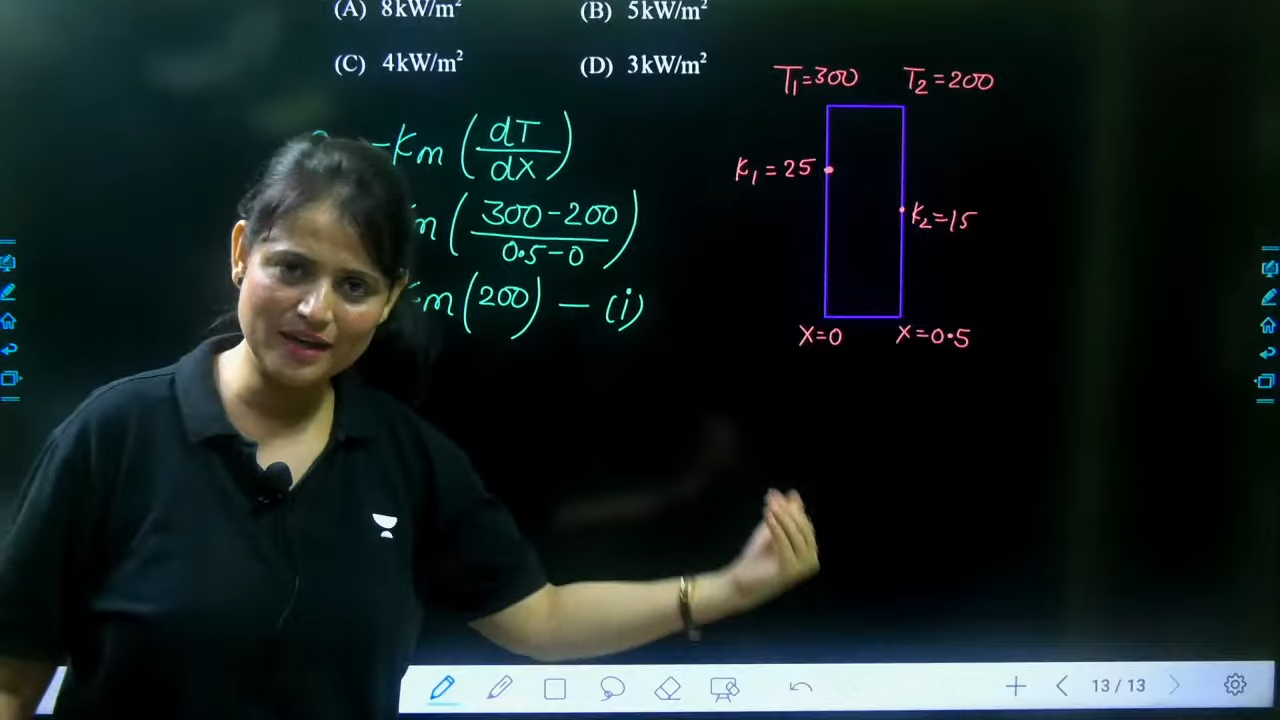 (A) 8kW/m²
(B) 5kW/m²
(C) 4kW/m²
(D) 3kW/m²
T₁=300 T₂=200
-Km (dT/dX)
m (300-200/0.5-0)
m(200) — (i)
K₁=25
K₂=15
X=0 X=0.5
13 / 13